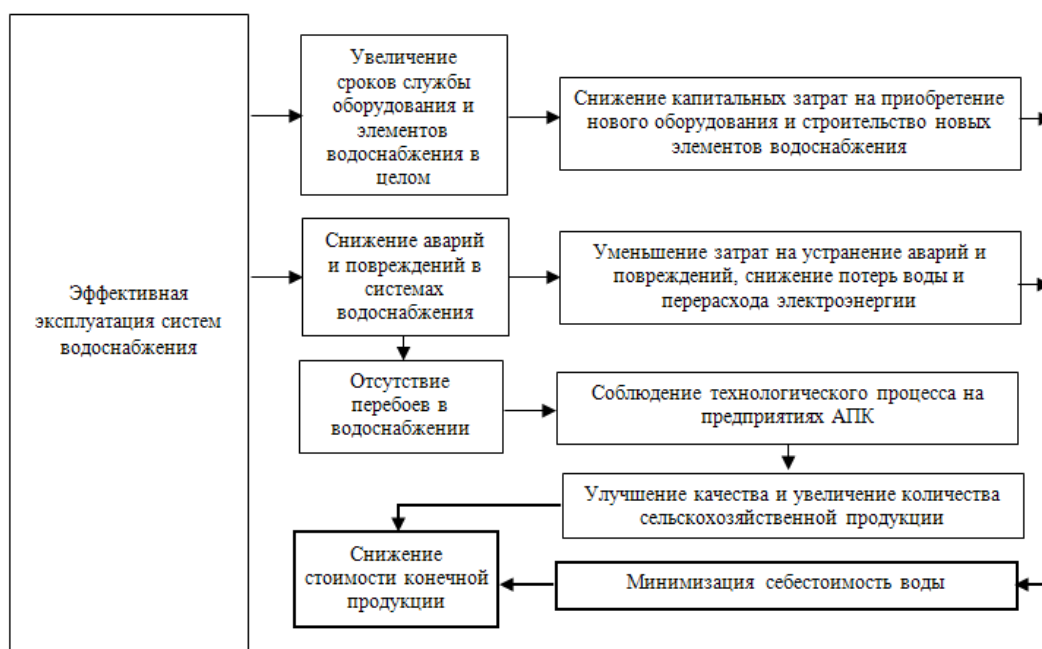 Эффективная
эксплуатация систем
водоснабжения
Увеличение
сроков службы
оборудования и
элементов
водоснабжения в
целом
Снижение капитальных затрат на приобретение
нового оборудования и строительство новых
элементов водоснабжения
Снижение аварий
и повреждений в
системах
водоснабжения
Уменьшение затрат на устранение аварий и
повреждений, снижение потерь воды и
перерасхода электроэнергии
Отсутствие
перебоев в
водоснабжении
Соблюдение технологического процесса на
предприятиях АПК
Улучшение качества и увеличение количества
сельскохозяйственной продукции
Снижение
стоимости конечной
продукции
Минимизация себестоимость воды